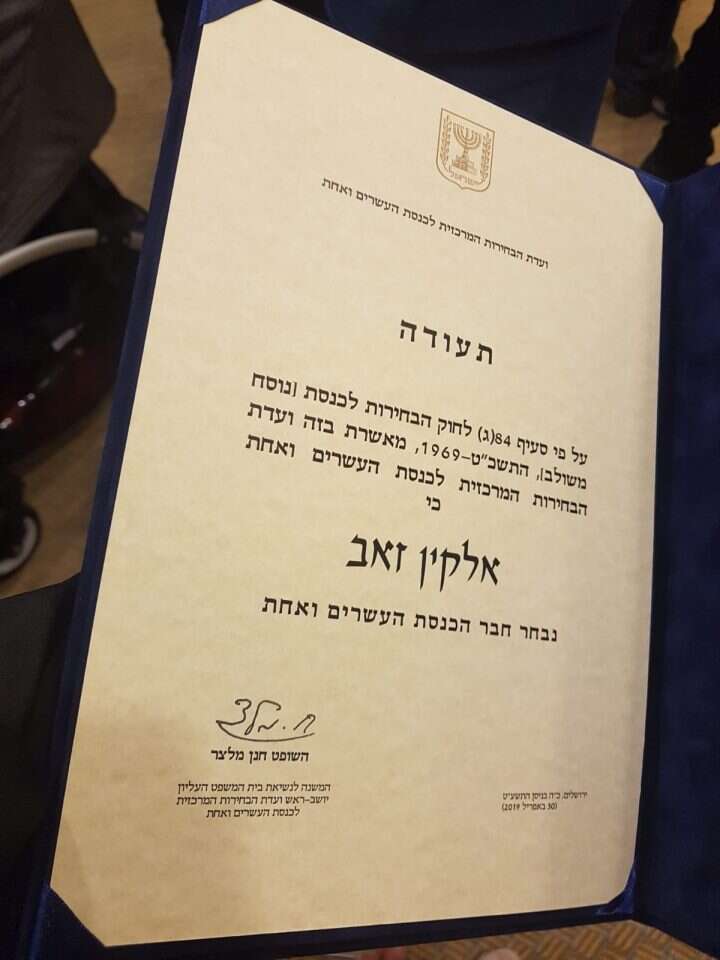 ישראל
ועדת הבחירות המרכזית לכנסת העשרים ואחת
תעודה
על פי סעיף 84(ג) לחוק הבחירות לכנסת [נוסח
משולב], התשכ"ט-1969, מאשרת בזה ועדת
הבחירות המרכזית לכנסת העשרים ואחת
כי
אלקין זאב
נבחר חבר הכנסת העשרים ואחת
ח. מלצר
השופט חנן מלצר
המשנה לנשיאת בית המשפט העליון
יושב-ראש ועדת הבחירות המרכזית
לכנסת העשרים ואחת
ירושלים, כ"ה בניסן התשע"ט
(30 באפריל 2019)